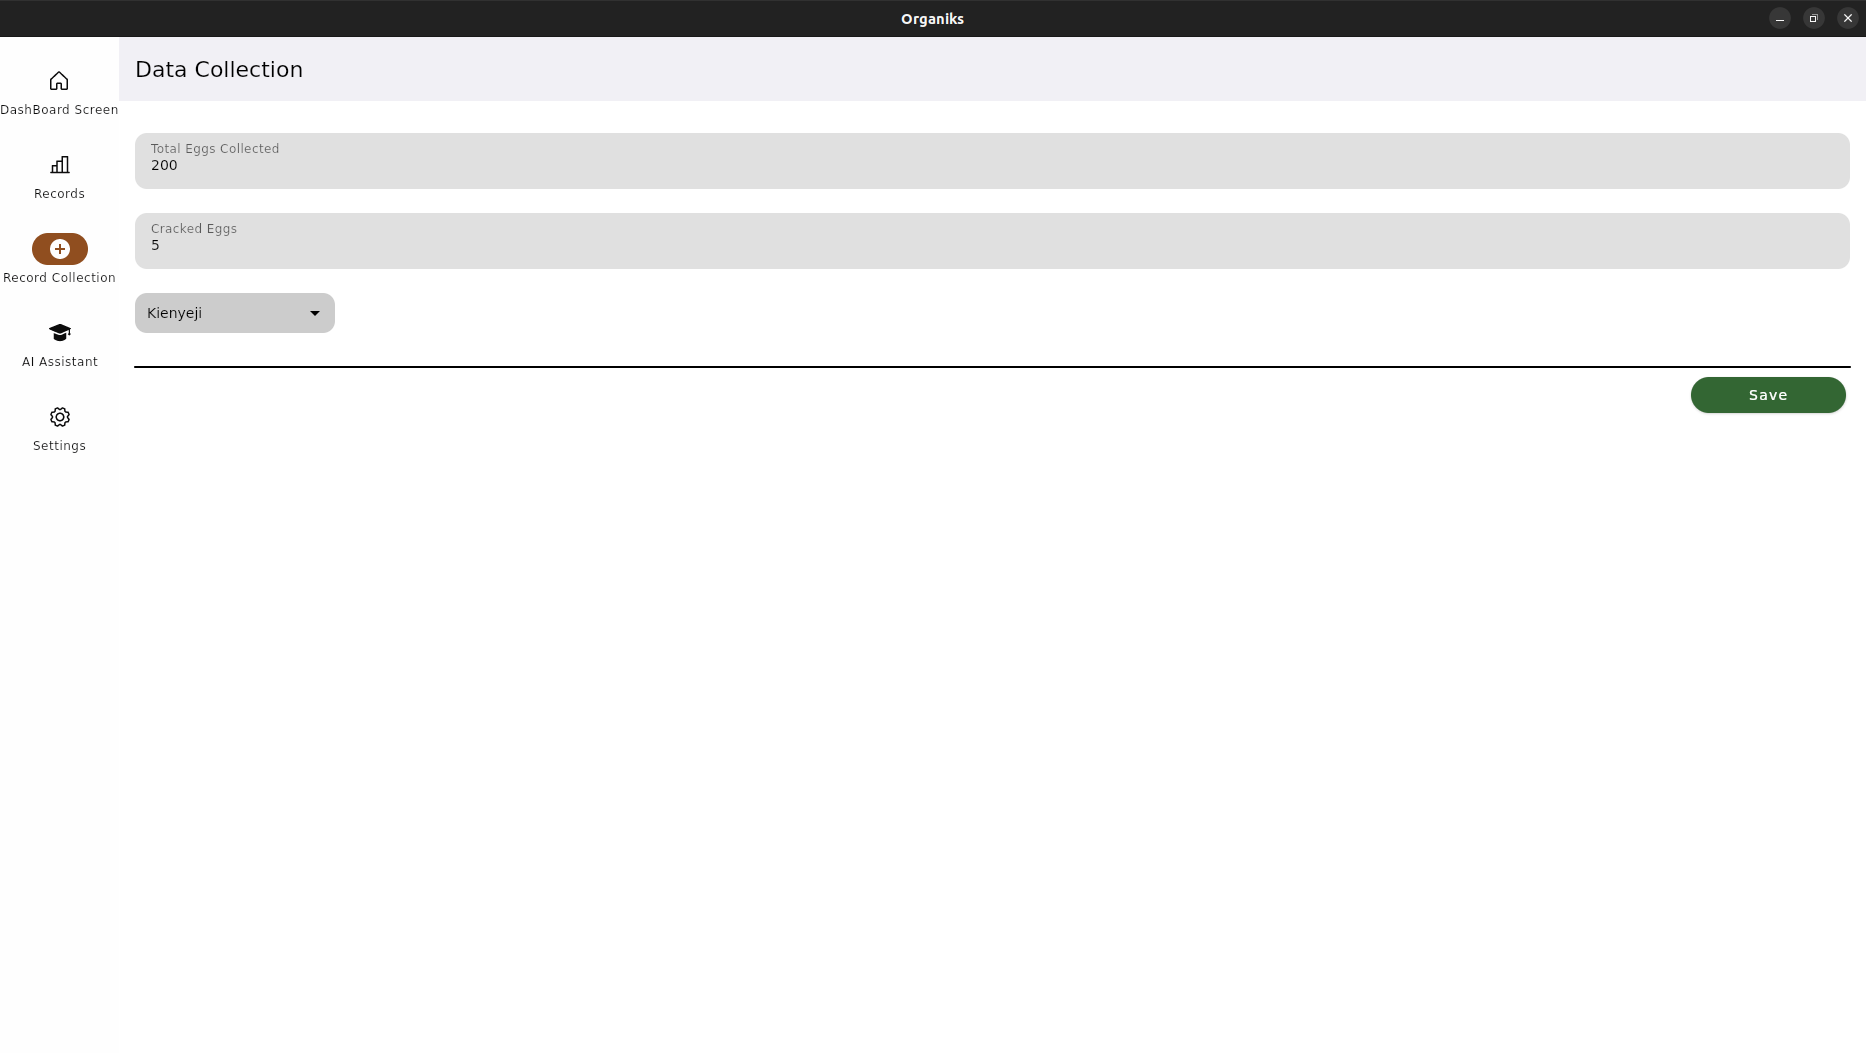 Organiks
Data Collection
DashBoard Screen
Records
Record Collection
AI Assistant
Settings
Total Eggs Collected
200
Cracked Eggs
5
Kienyeji
Save